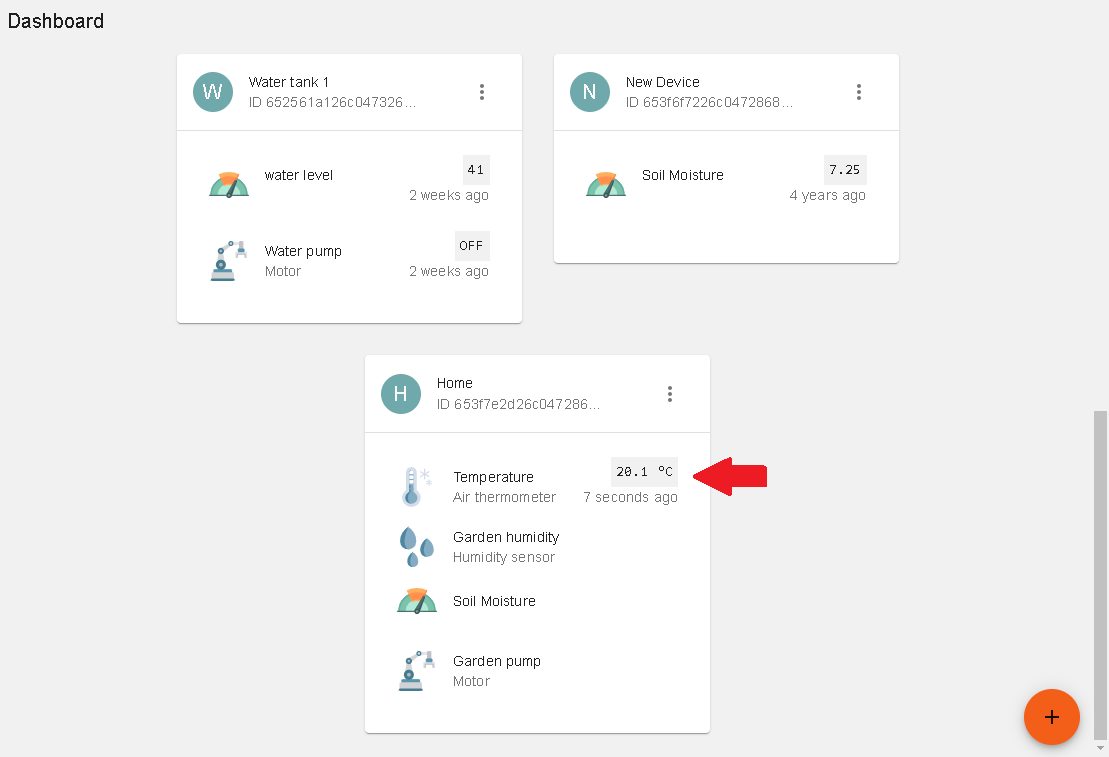 Dashboard
W
Water tank 1
ID 652561a126c047326...
water level
41
2 weeks ago
Water pump
OFF
Motor
2 weeks ago
N
New Device
ID 653f6f7226c0472868...
Soil Moisture
7.25
4 years ago
H
Home
ID 653f7e2d26c047286...
Temperature
20.1 °C
Air thermometer
7 seconds ago
Garden humidity
Humidity sensor
Soil Moisture
Garden pump
Motor
+